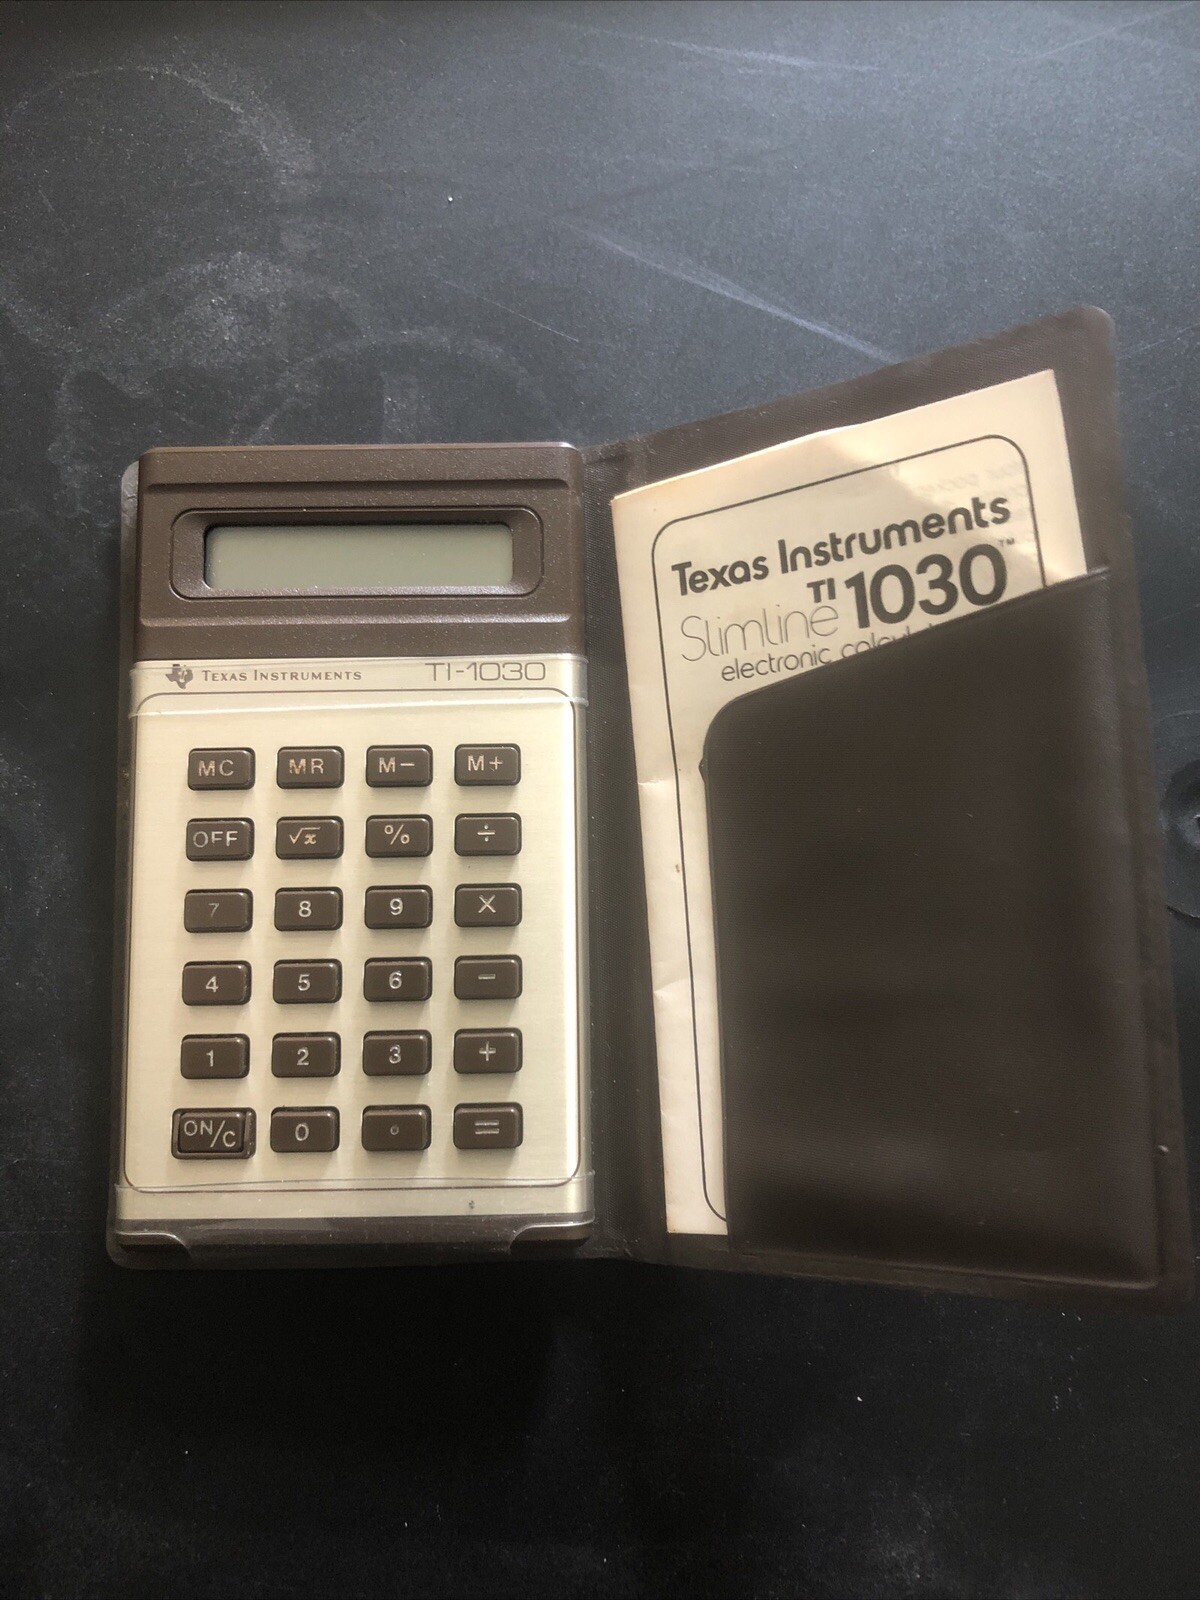 TEXAS INSTRUMENTS TI-1030
MC MR M− M+
OFF √x % ÷
7 8 9 ×
4 5 6 −
1 2 3 +
ON/C 0 . =
Texas Instruments
Slimline TI 1030™
electronic